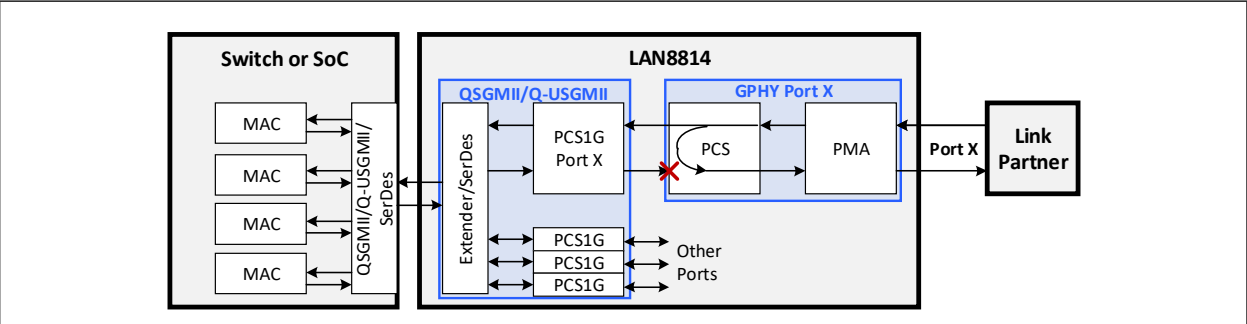 Switch or SoC
MAC
MAC
MAC
MAC
QSGMII/Q-USGMII/
SerDes
LAN8814
QSGMII/Q-USGMII
Extender/SerDes
PCS1G
Port X
PCS1G
PCS1G
PCS1G
Other
Ports
GPHY Port X
PCS
PMA
Port X
Link
Partner